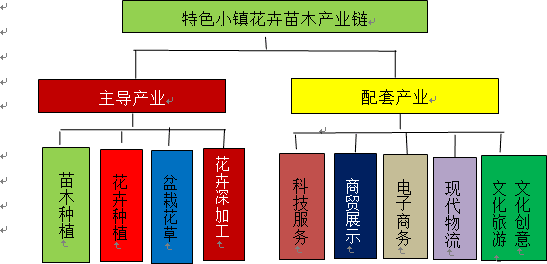 特色小镇花卉苗木产业链
主导产业
配套产业
苗木种植
花卉种植
盆栽花草
花卉深加工
科技服务
商贸展示
电子商务
现代物流
文化创意
文化旅游